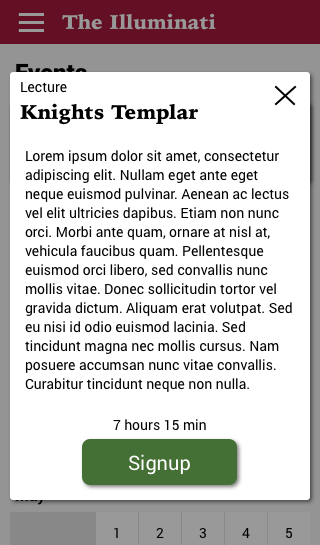 The Illuminati
Events
Lecture
Knights Templar
Lorem ipsum dolor sit amet, consectetur
adipiscing elit. Nullam eget ante eget
neque euismod pulvinar. Aenean ac lectus
vel elit ultricies dapibus. Etiam non nunc
orci. Morbi ante quam, ornare at nisl at,
vehicula faucibus quam. Pellentesque
euismod orci libero, sed convallis nunc
mollis vitae. Donec sollicitudin tortor vel
gravida dictum. Aliquam erat volutpat. Sed
eu nisi id odio euismod lacinia. Sed
tincidunt magna nec mollis cursus. Nam
posuere accumsan nunc vitae convallis.
Curabitur tincidunt neque non nulla.
7 hours 15 min
Signup
May
1 2 3 4 5